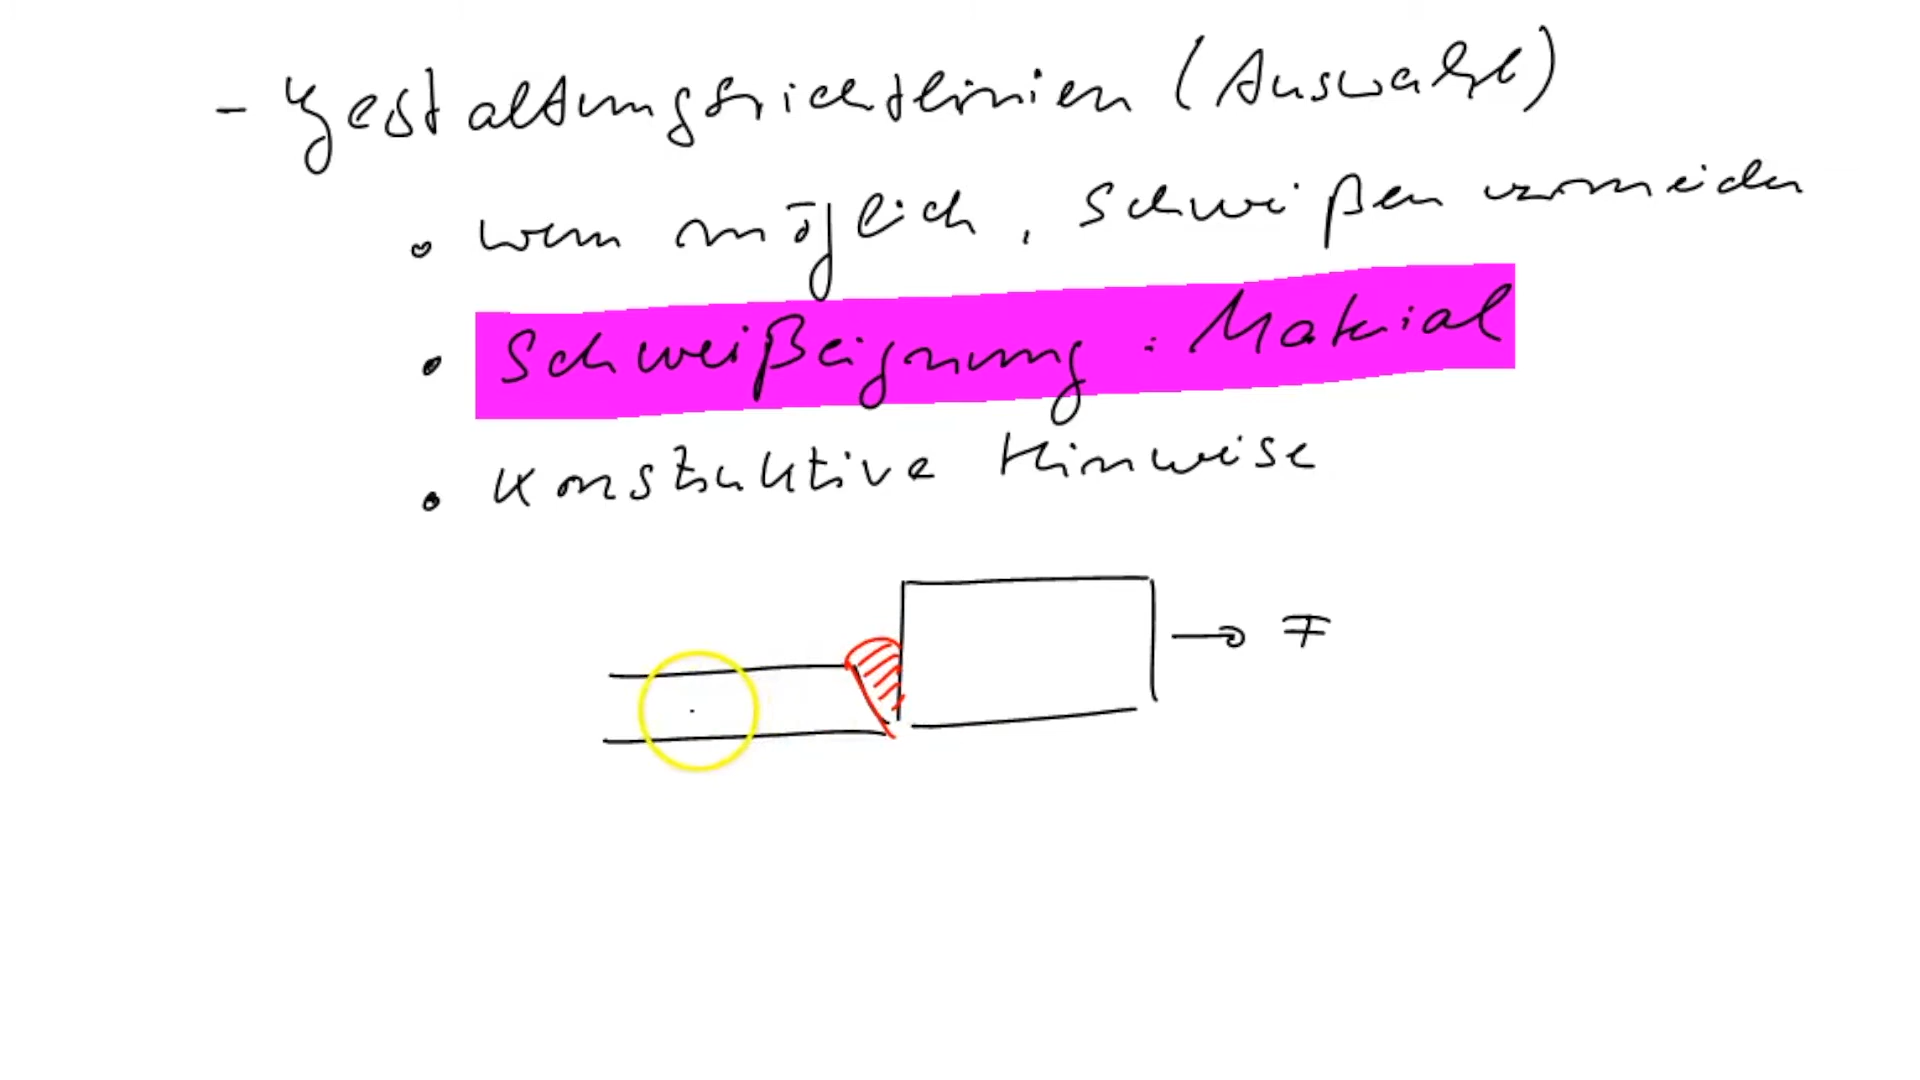 - Gestaltungsrichtlinien (Auswahl)
• wenn möglich, Schweißen vermeiden
• Schweißeignung : Material
• Konstruktive Hinweise
F